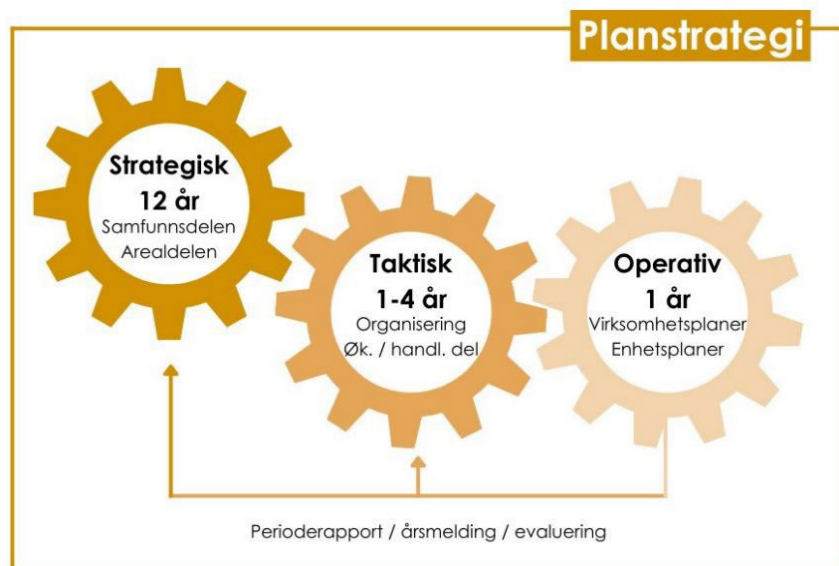 Planstrategi
Strategisk
12 år
Samfunnsdelen
Arealdelen
Taktisk
1-4 år
Organisering
Øk. / handl. del
Operativ
1 år
Virksomhetsplaner
Enhetsplaner
Perioderapport / årsmelding / evaluering